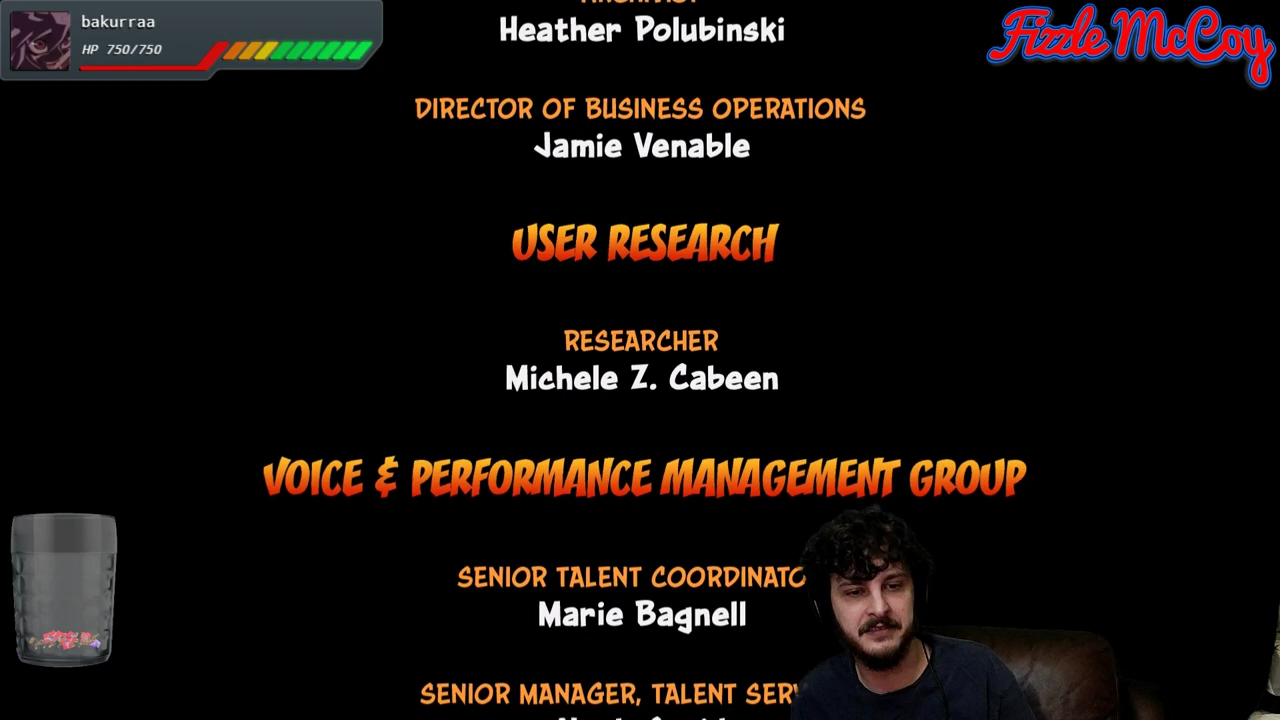 bakurraa
HP 750/750
Fizzle McCoy
Heather Polubinski
DIRECTOR OF BUSINESS OPERATIONS
Jamie Venable
USER RESEARCH
RESEARCHER
Michele Z. Cabeen
VOICE & PERFORMANCE MANAGEMENT GROUP
SENIOR TALENT COORDINATO
Marie Bagnell
SENIOR MANAGER, TALENT SERV